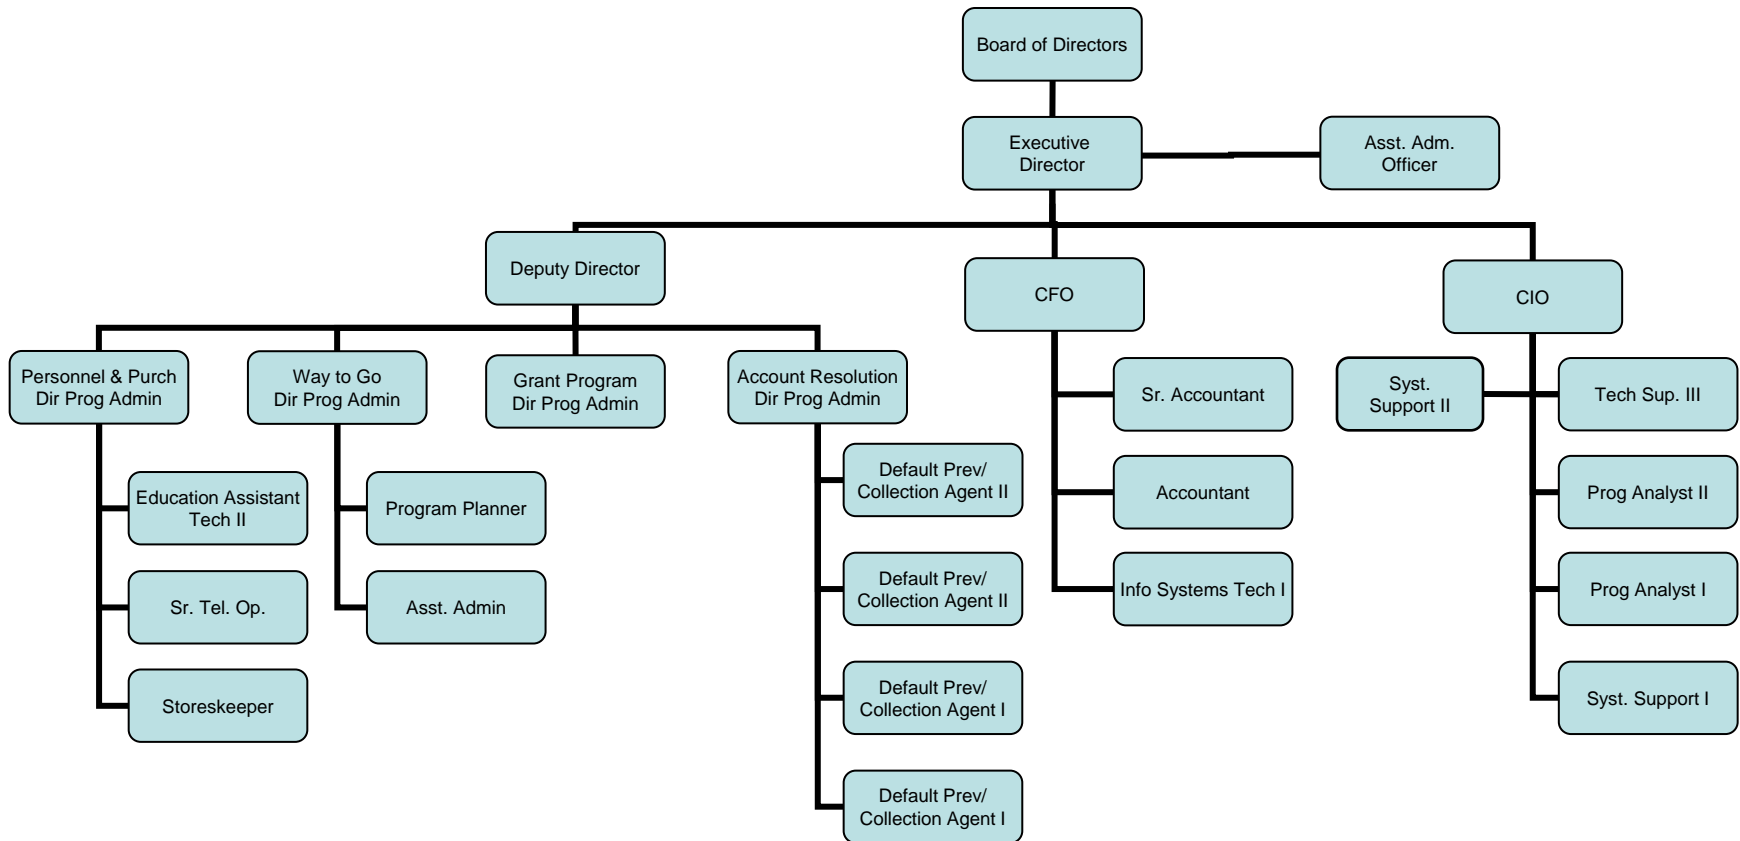 Board of Directors
Executive
Director
Asst. Adm.
Officer
Deputy Director
CFO
CIO
Personnel & Purch
Dir Prog Admin
Way to Go
Dir Prog Admin
Grant Program
Dir Prog Admin
Account Resolution
Dir Prog Admin
Sr. Accountant
Syst.
Support II
Tech Sup. III
Education Assistant
Tech II
Program Planner
Default Prev/
Collection Agent II
Accountant
Prog Analyst II
Sr. Tel. Op.
Asst. Admin
Default Prev/
Collection Agent II
Info Systems Tech I
Prog Analyst I
Storeskeeper
Default Prev/
Collection Agent I
Syst. Support I
Default Prev/
Collection Agent I